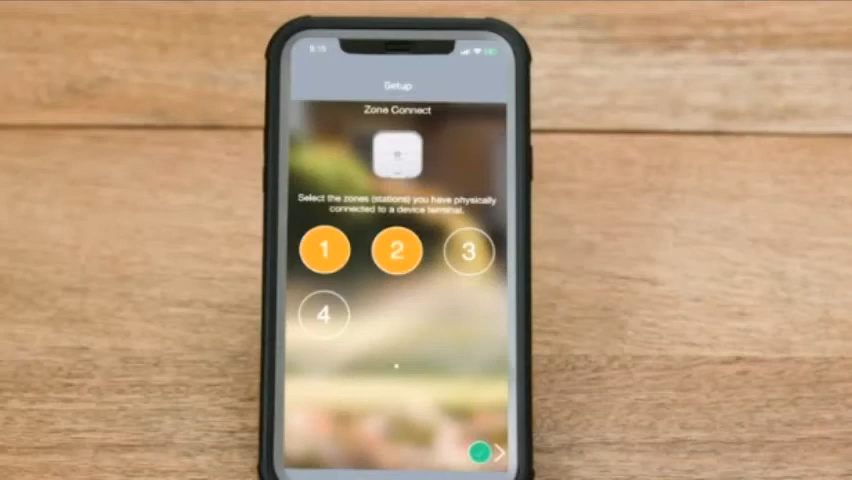 Setup
Zone Connect
Select the zones (stations) you have physically
connected to a device terminal.
1
2
3
4